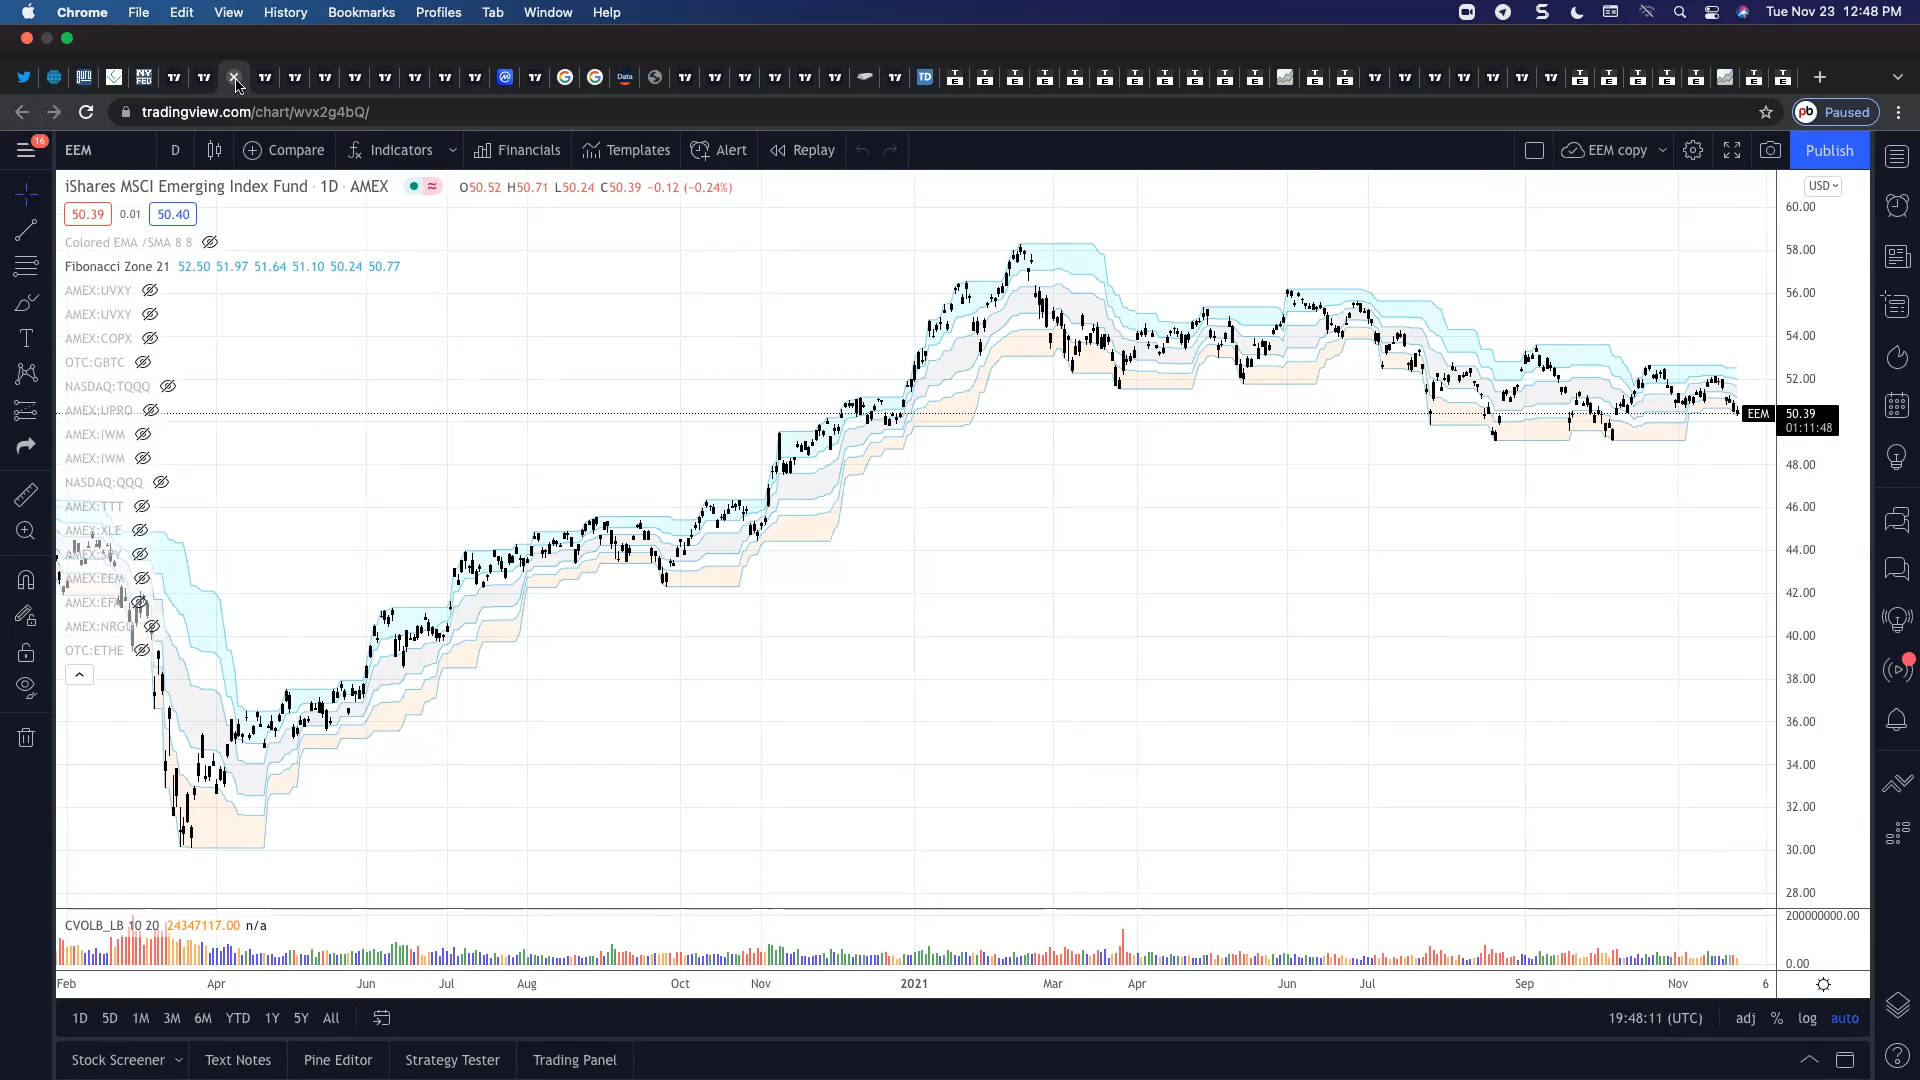 Chrome File Edit View History Bookmarks Profiles Tab Window Help
Tue Nov 23 12:48 PM
tradingview.com/chart/wvx2g4bQ/
Paused
16
EEM D Compare Indicators Financials Templates Alert Replay
EEM copy
Publish
iShares MSCI Emerging Index Fund · 1D · AMEX
O50.52 H50.71 L50.24 C50.39 −0.12 (−0.24%)
USD
50.39 0.01 50.40
Colored EMA /SMA 8 8
Fibonacci Zone 21 52.50 51.97 51.64 51.10 50.24 50.77
AMEX:UVXY
AMEX:UVXY
AMEX:COPX
OTC:GBTC
NASDAQ:TQQQ
AMEX:UPRO
AMEX:IWM
AMEX:IWM
NASDAQ:QQQ
AMEX:TTT
AMEX:XLE
AMEX:SPY
AMEX:EEM
AMEX:EFA
AMEX:NRGU
OTC:ETHE
60.00
58.00
56.00
54.00
52.00
EEM 50.39
01:11:48
48.00
46.00
44.00
42.00
40.00
38.00
36.00
34.00
32.00
30.00
28.00
CVOLB_LB 10 20 24347117.00 n/a
200000000.00
0.00
Feb Apr Jun Jul Aug Oct Nov 2021 Mar Apr Jun Jul Sep Nov 6
1D 5D 1M 3M 6M YTD 1Y 5Y All
19:48:11 (UTC) adj % log auto
Stock Screener Text Notes Pine Editor Strategy Tester Trading Panel